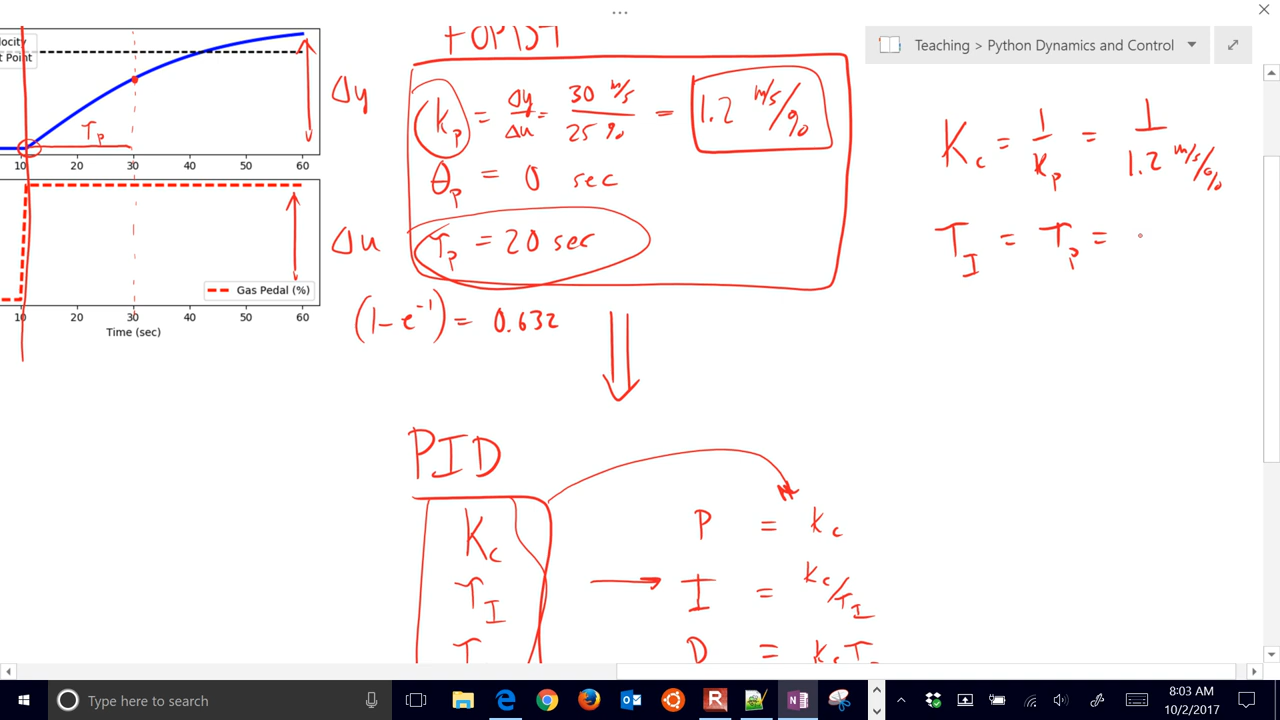 Teaching > Python Dynamics and Control
FOPDT
ocity
t Point
Δy
τp
10 20 30 40 50 60
Kp = Δy/Δu = 30 m/s / 25 % = 1.2 m/s/%
θp = 0 sec
τp = 20 sec
Δu
Gas Pedal (%)
10 20 30 40 50 60
Time (sec)
(1-e⁻¹) = 0.632
Kc = 1/Kp = 1/1.2 m/s/%
τI = τp =
PID
Kc
τI
P = Kc
I = Kc/τI
D = Kc τ
Type here to search
8:03 AM
10/2/2017